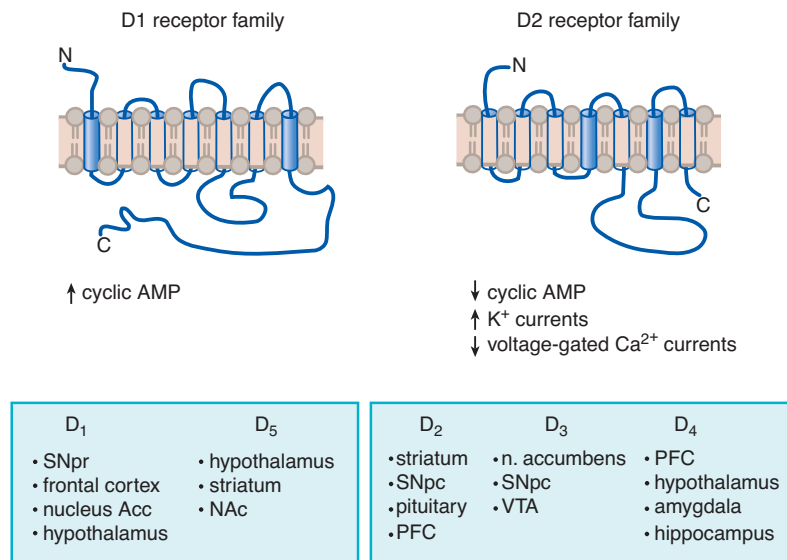 D1 receptor family
N
C
↑ cyclic AMP
D2 receptor family
N
C
↓ cyclic AMP
↑ K⁺ currents
↓ voltage-gated Ca²⁺ currents
D₁
• SNpr
• frontal cortex
• nucleus Acc
• hypothalamus
D₅
• hypothalamus
• striatum
• NAc
D₂
• striatum
• SNpc
• pituitary
• PFC
D₃
• n. accumbens
• SNpc
• VTA
D₄
• PFC
• hypothalamus
• amygdala
• hippocampus